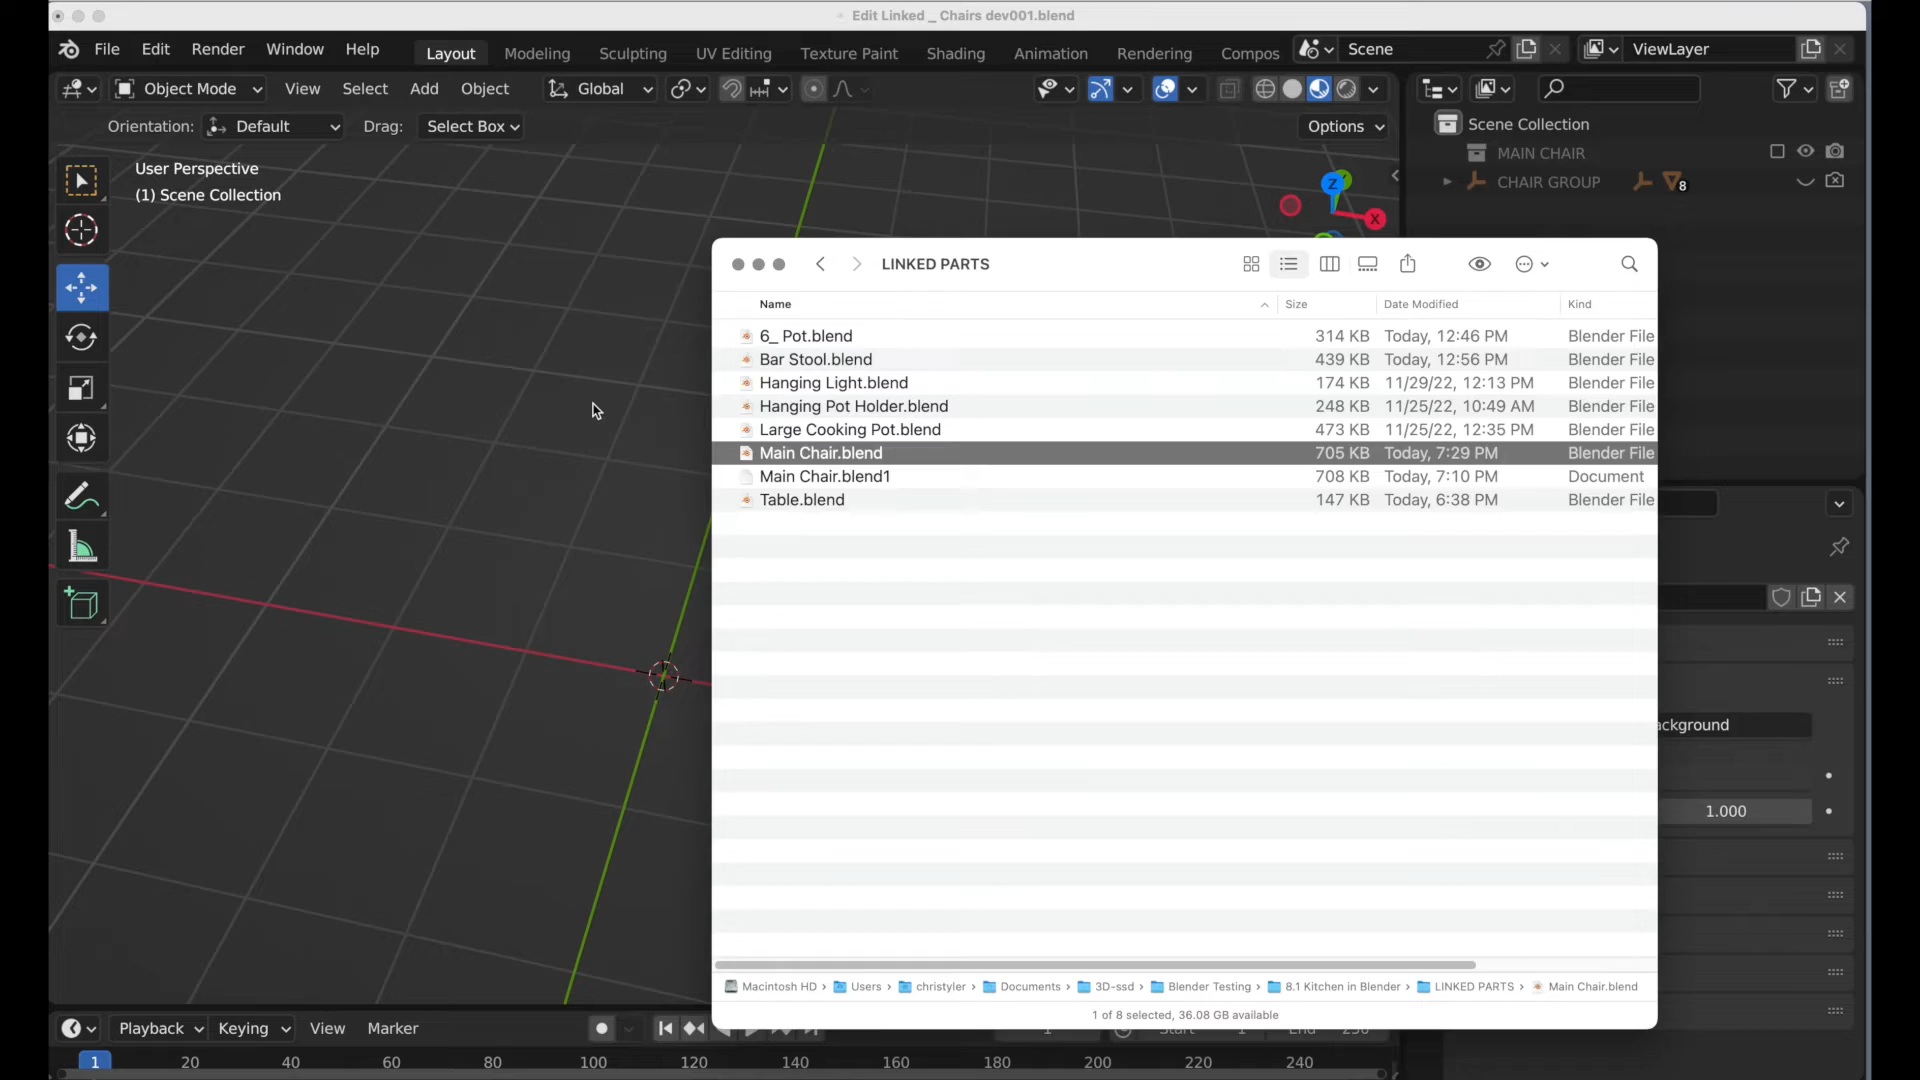 Edit Linked _ Chairs dev001.blend
File Edit Render Window Help Layout Modeling Sculpting UV Editing Texture Paint Shading Animation Rendering Compos Scene ViewLayer
Object Mode View Select Add Object Global
Orientation: Default Drag: Select Box Options
Scene Collection
MAIN CHAIR
CHAIR GROUP 8
User Perspective
(1) Scene Collection
Z
X
LINKED PARTS
Name Size Date Modified Kind
6_ Pot.blend 314 KB Today, 12:46 PM Blender File
Bar Stool.blend 439 KB Today, 12:56 PM Blender File
Hanging Light.blend 174 KB 11/29/22, 12:13 PM Blender File
Hanging Pot Holder.blend 248 KB 11/25/22, 10:49 AM Blender File
Large Cooking Pot.blend 473 KB 11/25/22, 12:35 PM Blender File
Main Chair.blend 705 KB Today, 7:29 PM Blender File
Main Chair.blend1 708 KB Today, 7:10 PM Document
Table.blend 147 KB Today, 6:38 PM Blender File
ackground
1.000
Macintosh HD › Users › christyler › Documents › 3D-ssd › Blender Testing › 8.1 Kitchen in Blender › LINKED PARTS › Main Chair.blend
1 of 8 selected, 36.08 GB available
Playback Keying View Marker
1 20 40 60 80 100 120 140 160 180 200 220 240